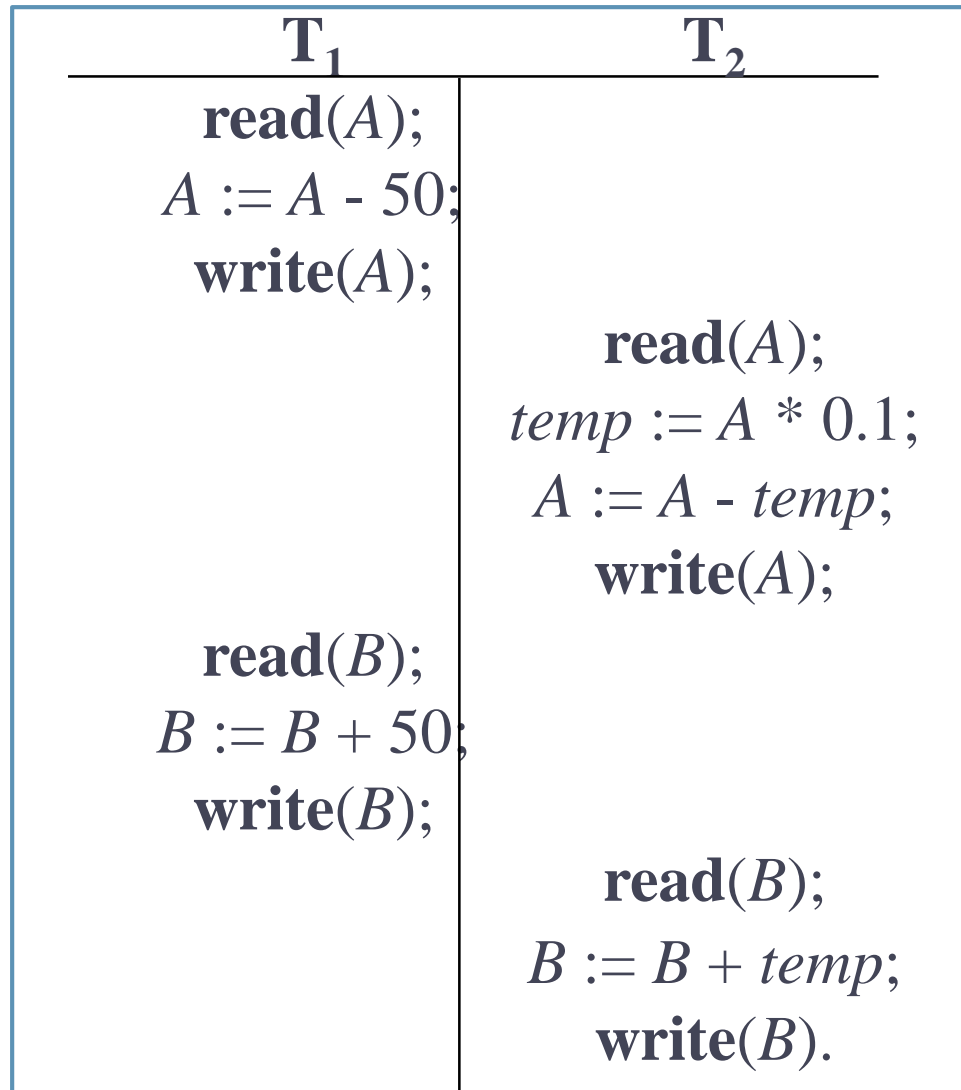 T₁ T₂
read(A);
A := A - 50;
write(A);
read(A);
temp := A * 0.1;
A := A - temp;
write(A);
read(B);
B := B + 50;
write(B);
read(B);
B := B + temp;
write(B).